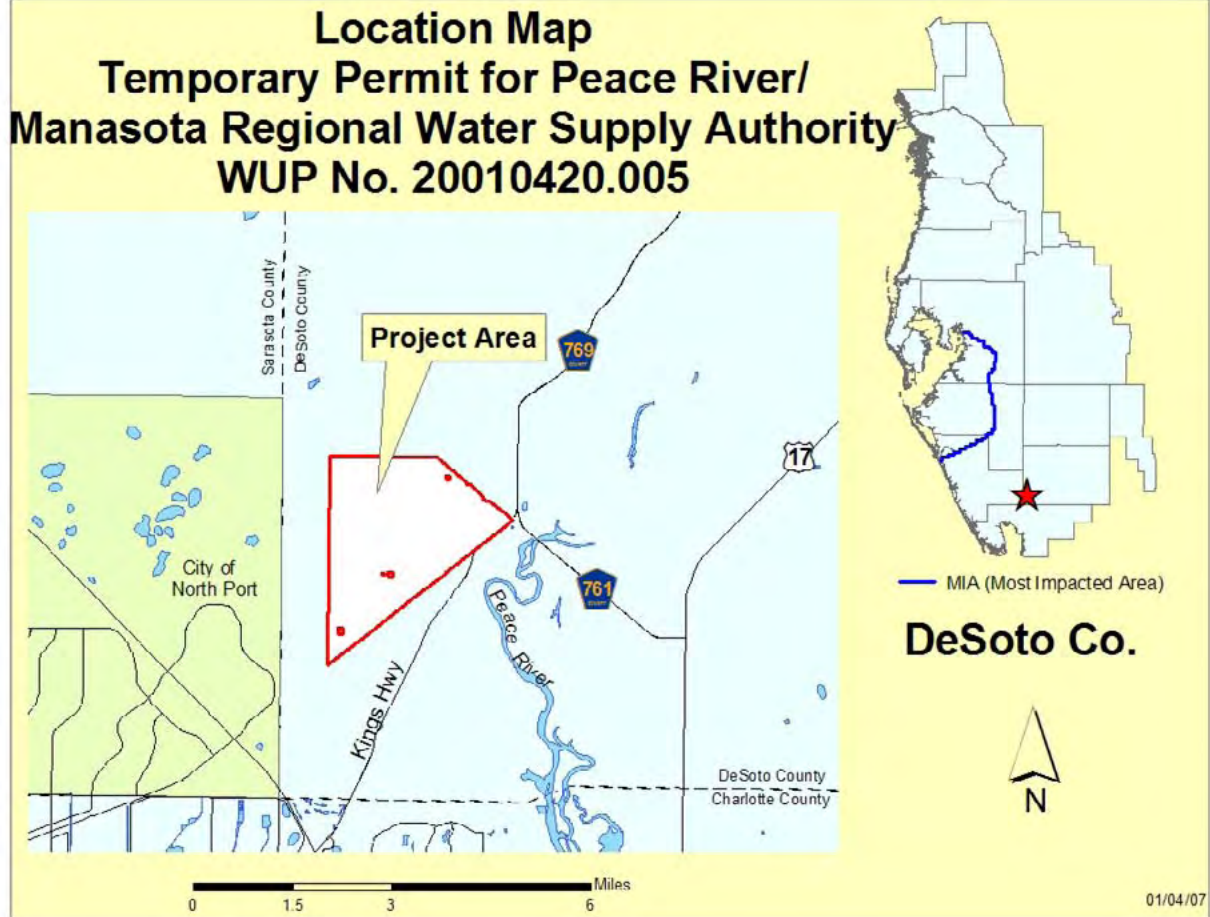 Location Map
Temporary Permit for Peace River/
Manasota Regional Water Supply Authority
WUP No. 20010420.005
Sarasota County
DeSoto County
Project Area
769
COUNTY
17
City of
North Port
761
COUNTY
Peace River
Kings Hwy
DeSoto County
Charlotte County
MIA (Most Impacted Area)
DeSoto Co.
N
Miles
0 1.5 3 6
01/04/07